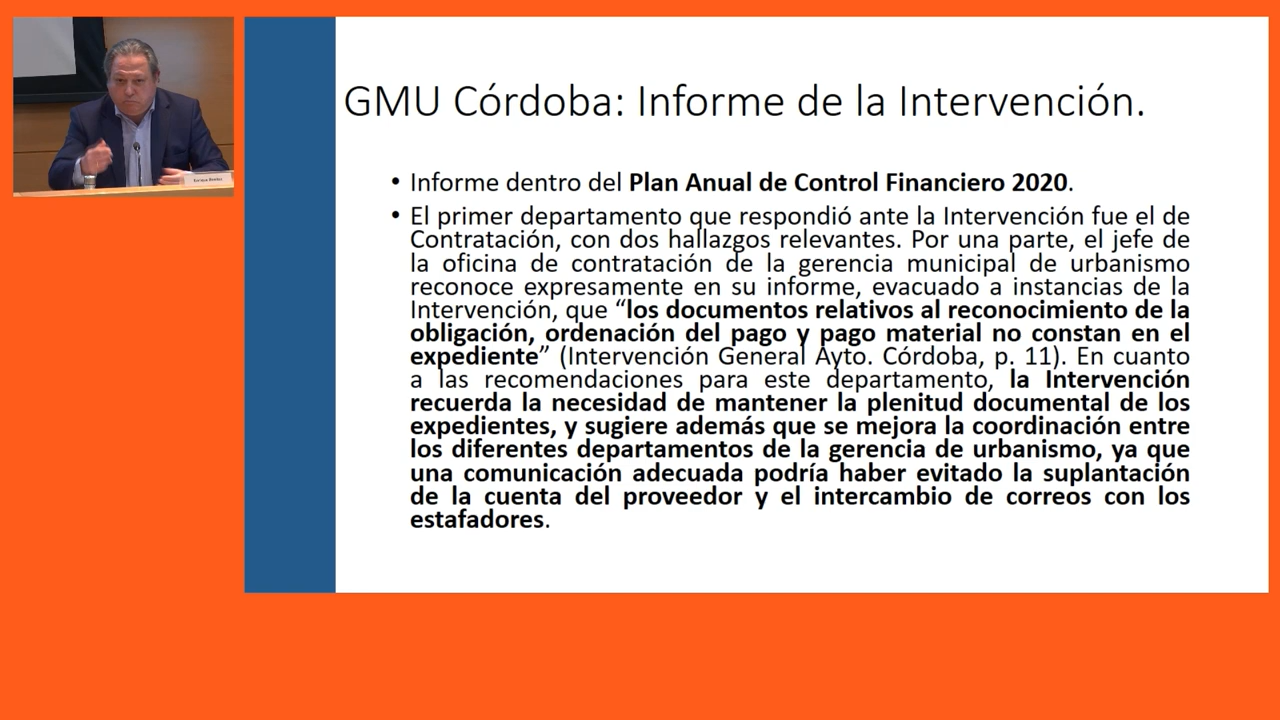 GMU Córdoba: Informe de la Intervención.
• Informe dentro del Plan Anual de Control Financiero 2020.
• El primer departamento que respondió ante la Intervención fue el de
Contratación, con dos hallazgos relevantes. Por una parte, el jefe de
la oficina de contratación de la gerencia municipal de urbanismo
reconoce expresamente en su informe, evacuado a instancias de la
Intervención, que “los documentos relativos al reconocimiento de la
obligación, ordenación del pago y pago material no constan en el
expediente” (Intervención General Ayto. Córdoba, p. 11). En cuanto
a las recomendaciones para este departamento, la Intervención
recuerda la necesidad de mantener la plenitud documental de los
expedientes, y sugiere además que se mejora la coordinación entre
los diferentes departamentos de la gerencia de urbanismo, ya que
una comunicación adecuada podría haber evitado la suplantación
de la cuenta del proveedor y el intercambio de correos con los
estafadores.
Enrique Benítez